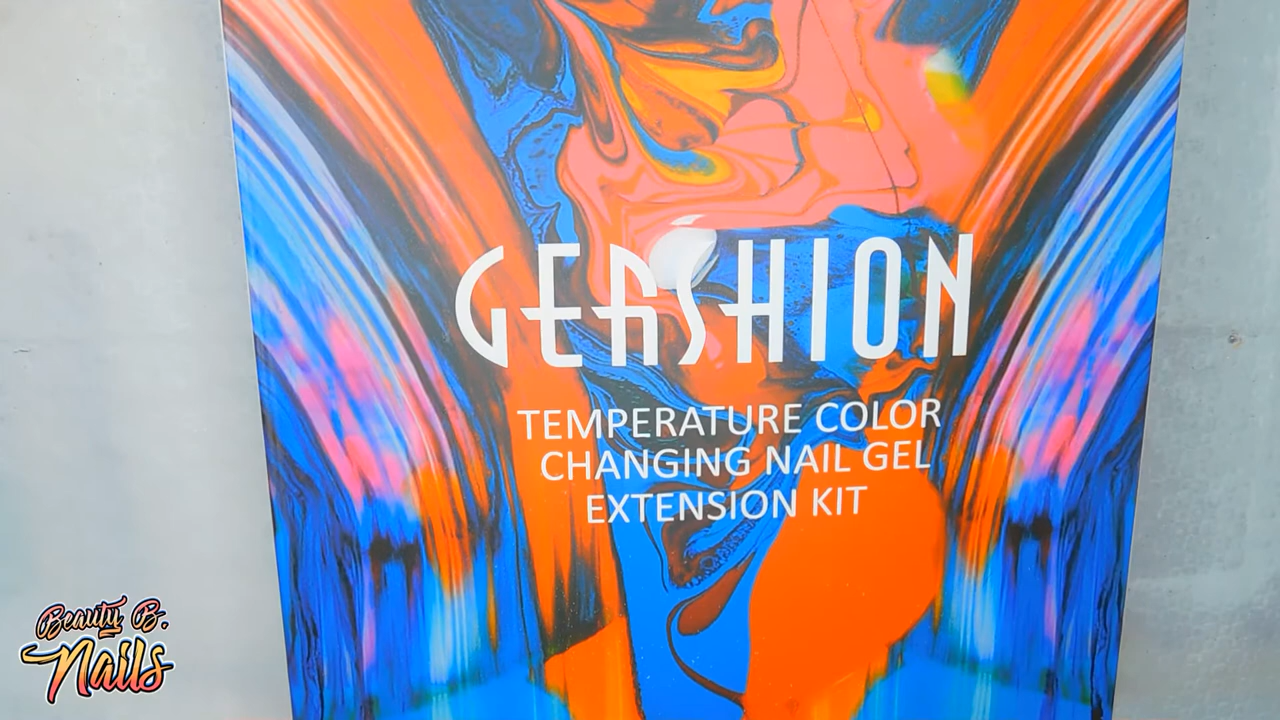 GERSHION
TEMPERATURE COLOR
CHANGING NAIL GEL
EXTENSION KIT
Beauty B.
Nails